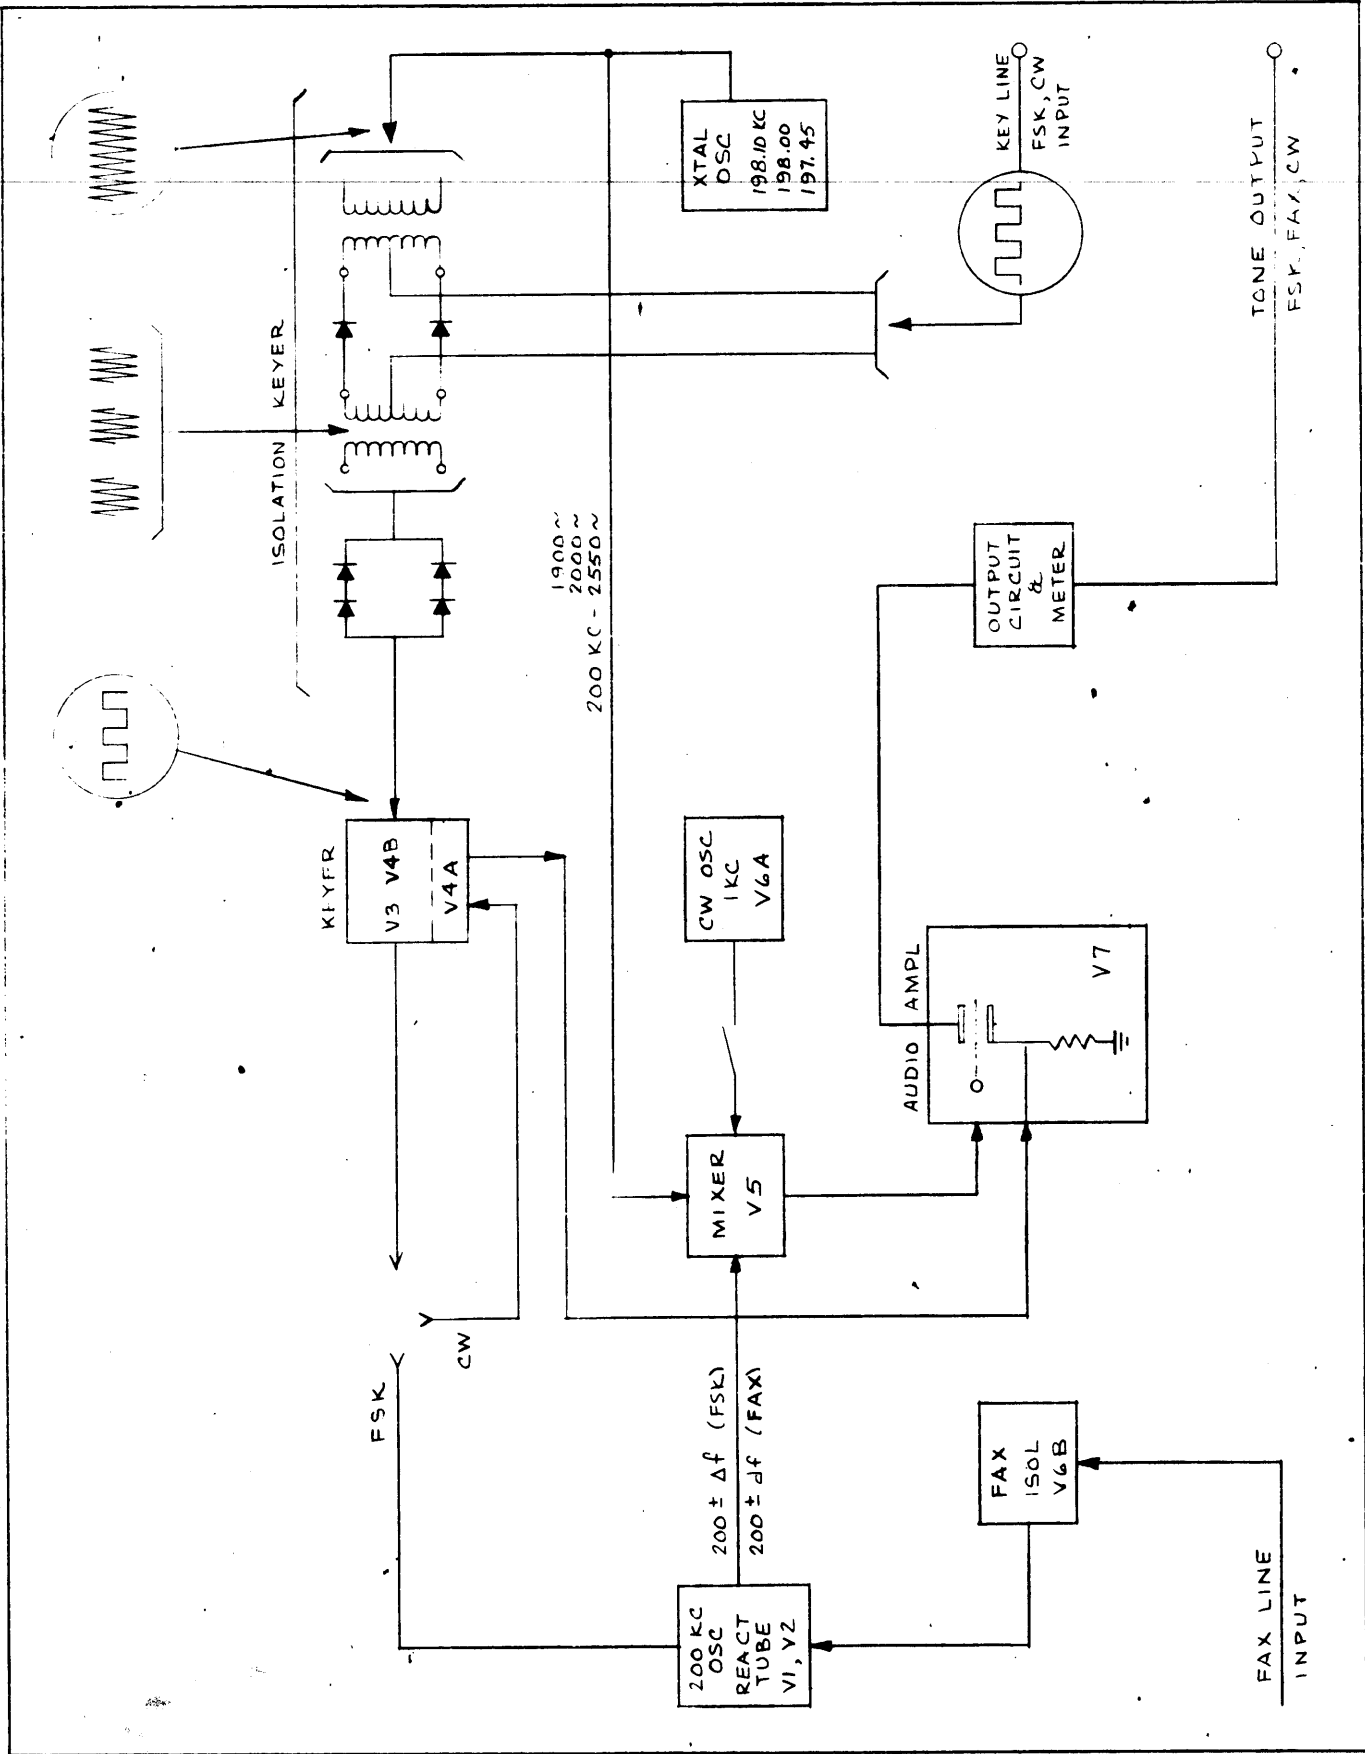 ISOLATION KEYER
XTAL
OSC
198.10 KC
198.00
197.45
KEY LINE
FSK, CW
INPUT
TONE OUTPUT
FSK, FAX, CW
1900~
2000~
200 KC - 2550~
OUTPUT
CIRCUIT
&
METER
KEYER
V3 V4B
V4A
CW OSC
1KC
V6A
AUDIO AMPL
V7
MIXER
V5
FSK
CW
200 ± Δf (FSK)
200 ± df (FAX)
200 KC
OSC
REACT
TUBE
V1, V2
FAX
ISOL
V6B
FAX LINE
INPUT